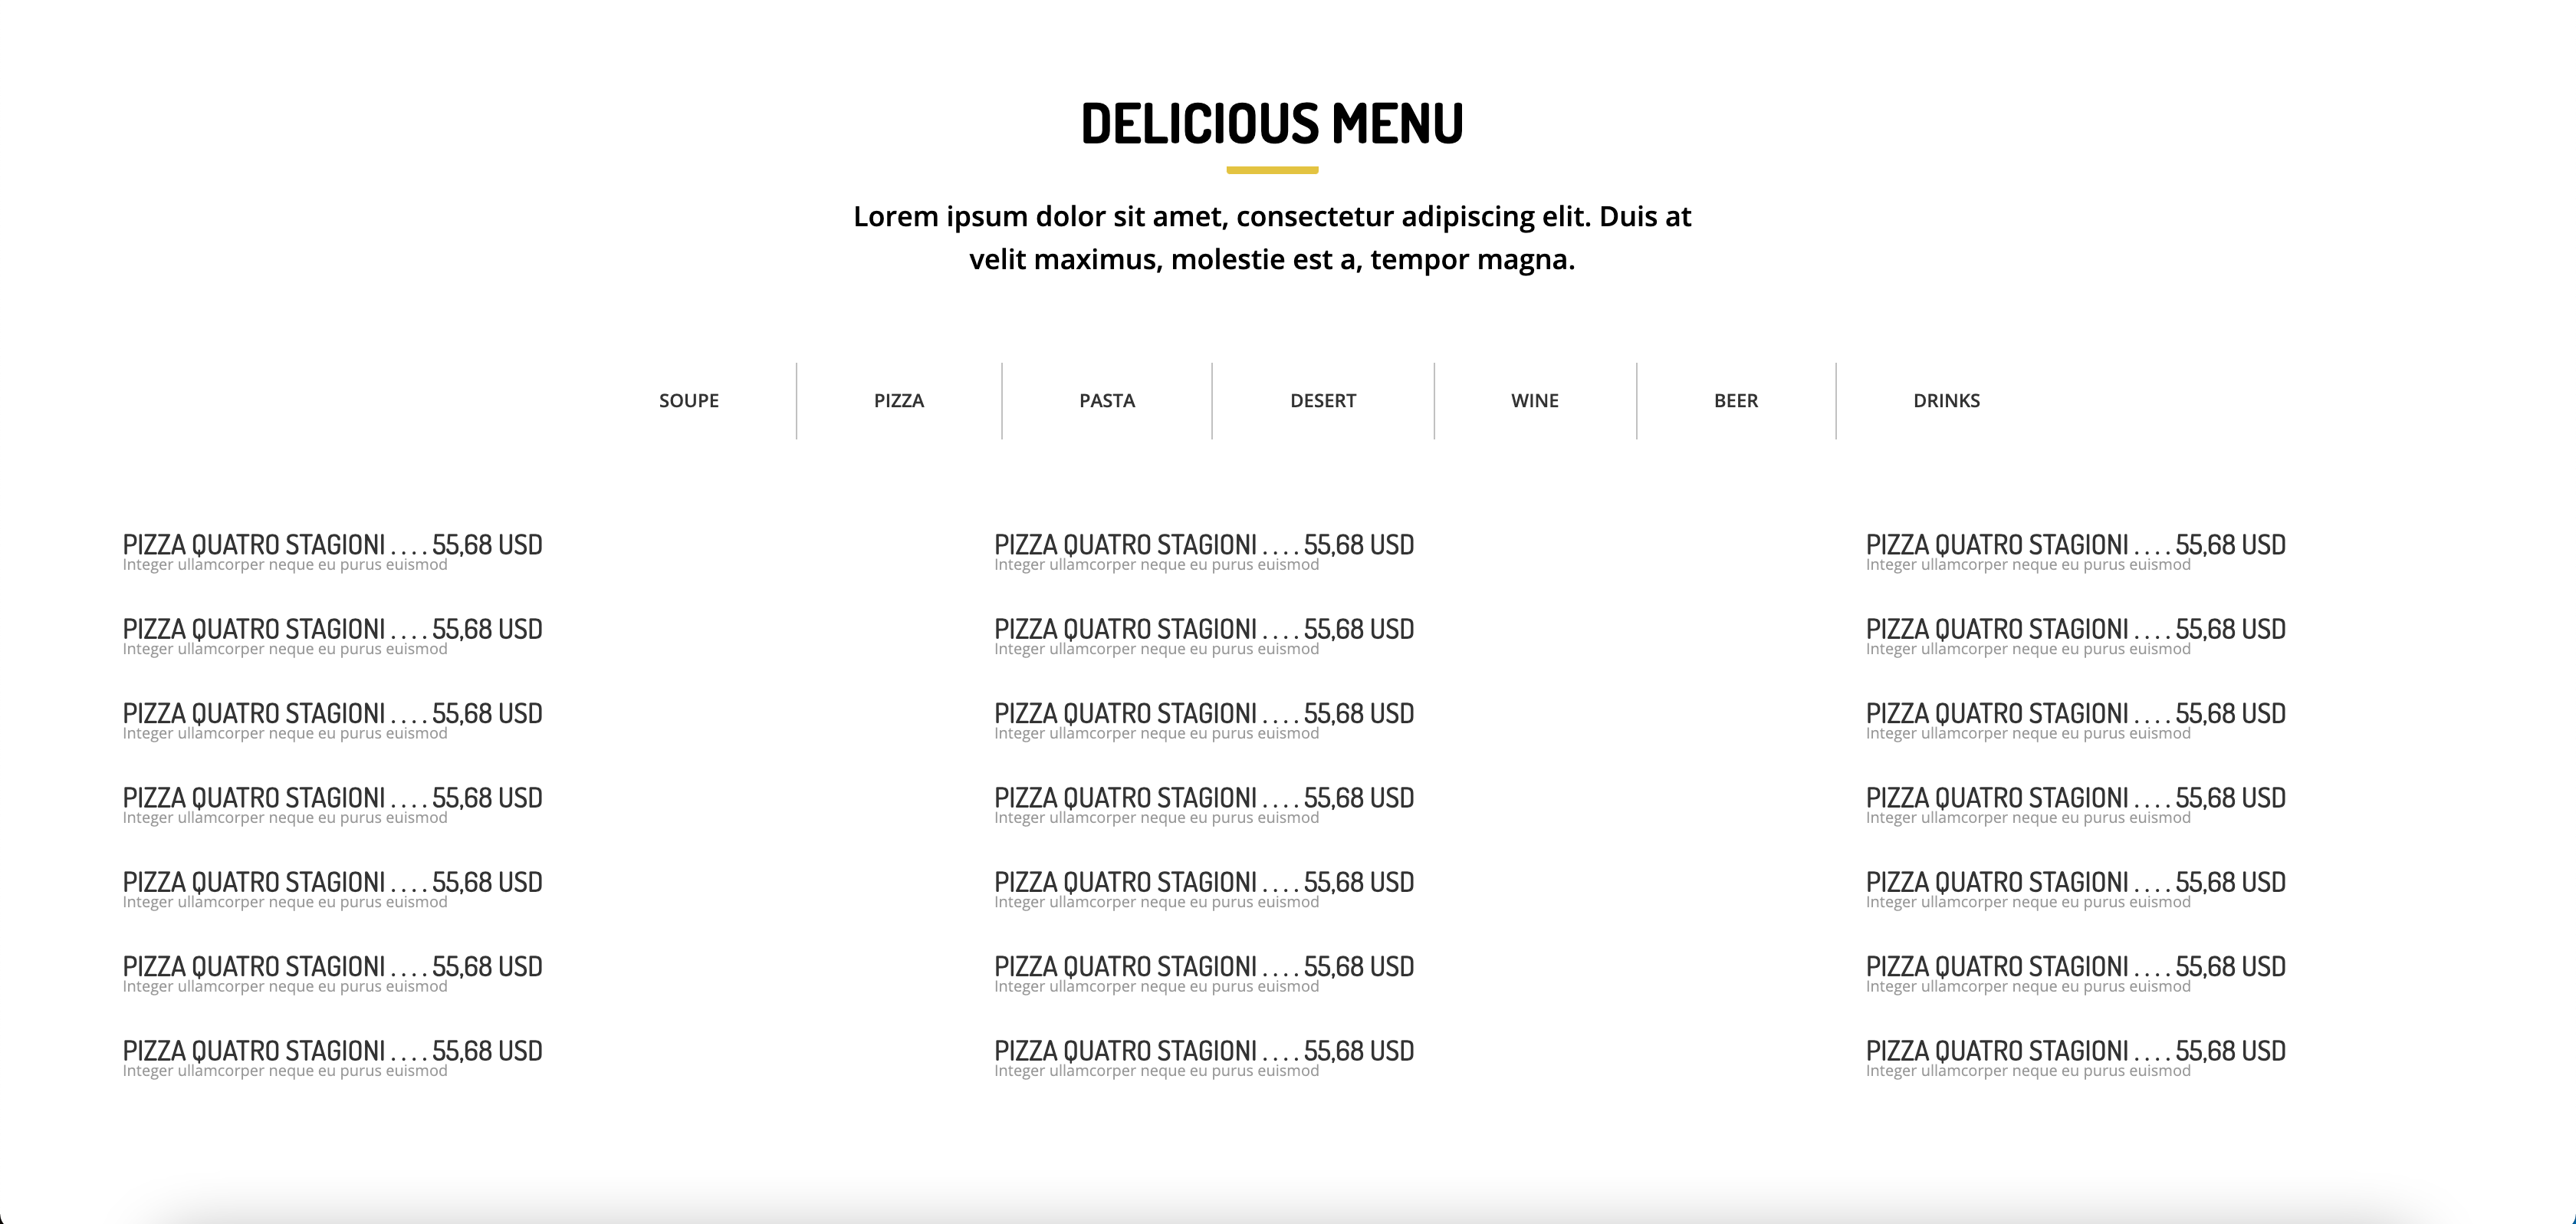 DELICIOUS MENU
Lorem ipsum dolor sit amet, consectetur adipiscing elit. Duis at
velit maximus, molestie est a, tempor magna.
SOUPE
PIZZA
PASTA
DESERT
WINE
BEER
DRINKS
PIZZA QUATRO STAGIONI . . . . 55,68 USD
Integer ullamcorper neque eu purus euismod
PIZZA QUATRO STAGIONI . . . . 55,68 USD
Integer ullamcorper neque eu purus euismod
PIZZA QUATRO STAGIONI . . . . 55,68 USD
Integer ullamcorper neque eu purus euismod
PIZZA QUATRO STAGIONI . . . . 55,68 USD
Integer ullamcorper neque eu purus euismod
PIZZA QUATRO STAGIONI . . . . 55,68 USD
Integer ullamcorper neque eu purus euismod
PIZZA QUATRO STAGIONI . . . . 55,68 USD
Integer ullamcorper neque eu purus euismod
PIZZA QUATRO STAGIONI . . . . 55,68 USD
Integer ullamcorper neque eu purus euismod
PIZZA QUATRO STAGIONI . . . . 55,68 USD
Integer ullamcorper neque eu purus euismod
PIZZA QUATRO STAGIONI . . . . 55,68 USD
Integer ullamcorper neque eu purus euismod
PIZZA QUATRO STAGIONI . . . . 55,68 USD
Integer ullamcorper neque eu purus euismod
PIZZA QUATRO STAGIONI . . . . 55,68 USD
Integer ullamcorper neque eu purus euismod
PIZZA QUATRO STAGIONI . . . . 55,68 USD
Integer ullamcorper neque eu purus euismod
PIZZA QUATRO STAGIONI . . . . 55,68 USD
Integer ullamcorper neque eu purus euismod
PIZZA QUATRO STAGIONI . . . . 55,68 USD
Integer ullamcorper neque eu purus euismod
PIZZA QUATRO STAGIONI . . . . 55,68 USD
Integer ullamcorper neque eu purus euismod
PIZZA QUATRO STAGIONI . . . . 55,68 USD
Integer ullamcorper neque eu purus euismod
PIZZA QUATRO STAGIONI . . . . 55,68 USD
Integer ullamcorper neque eu purus euismod
PIZZA QUATRO STAGIONI . . . . 55,68 USD
Integer ullamcorper neque eu purus euismod
PIZZA QUATRO STAGIONI . . . . 55,68 USD
Integer ullamcorper neque eu purus euismod
PIZZA QUATRO STAGIONI . . . . 55,68 USD
Integer ullamcorper neque eu purus euismod
PIZZA QUATRO STAGIONI . . . . 55,68 USD
Integer ullamcorper neque eu purus euismod